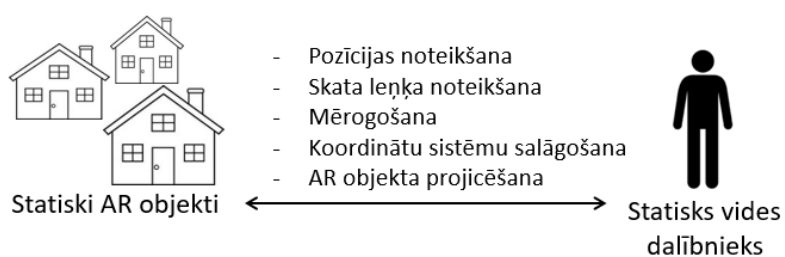 - Pozīcijas noteikšana
- Skata leņķa noteikšana
- Mērogošana
- Koordinātu sistēmu salāgošana
- AR objekta projicēšana
Statiski AR objekti
Statisks vides
dalībnieks